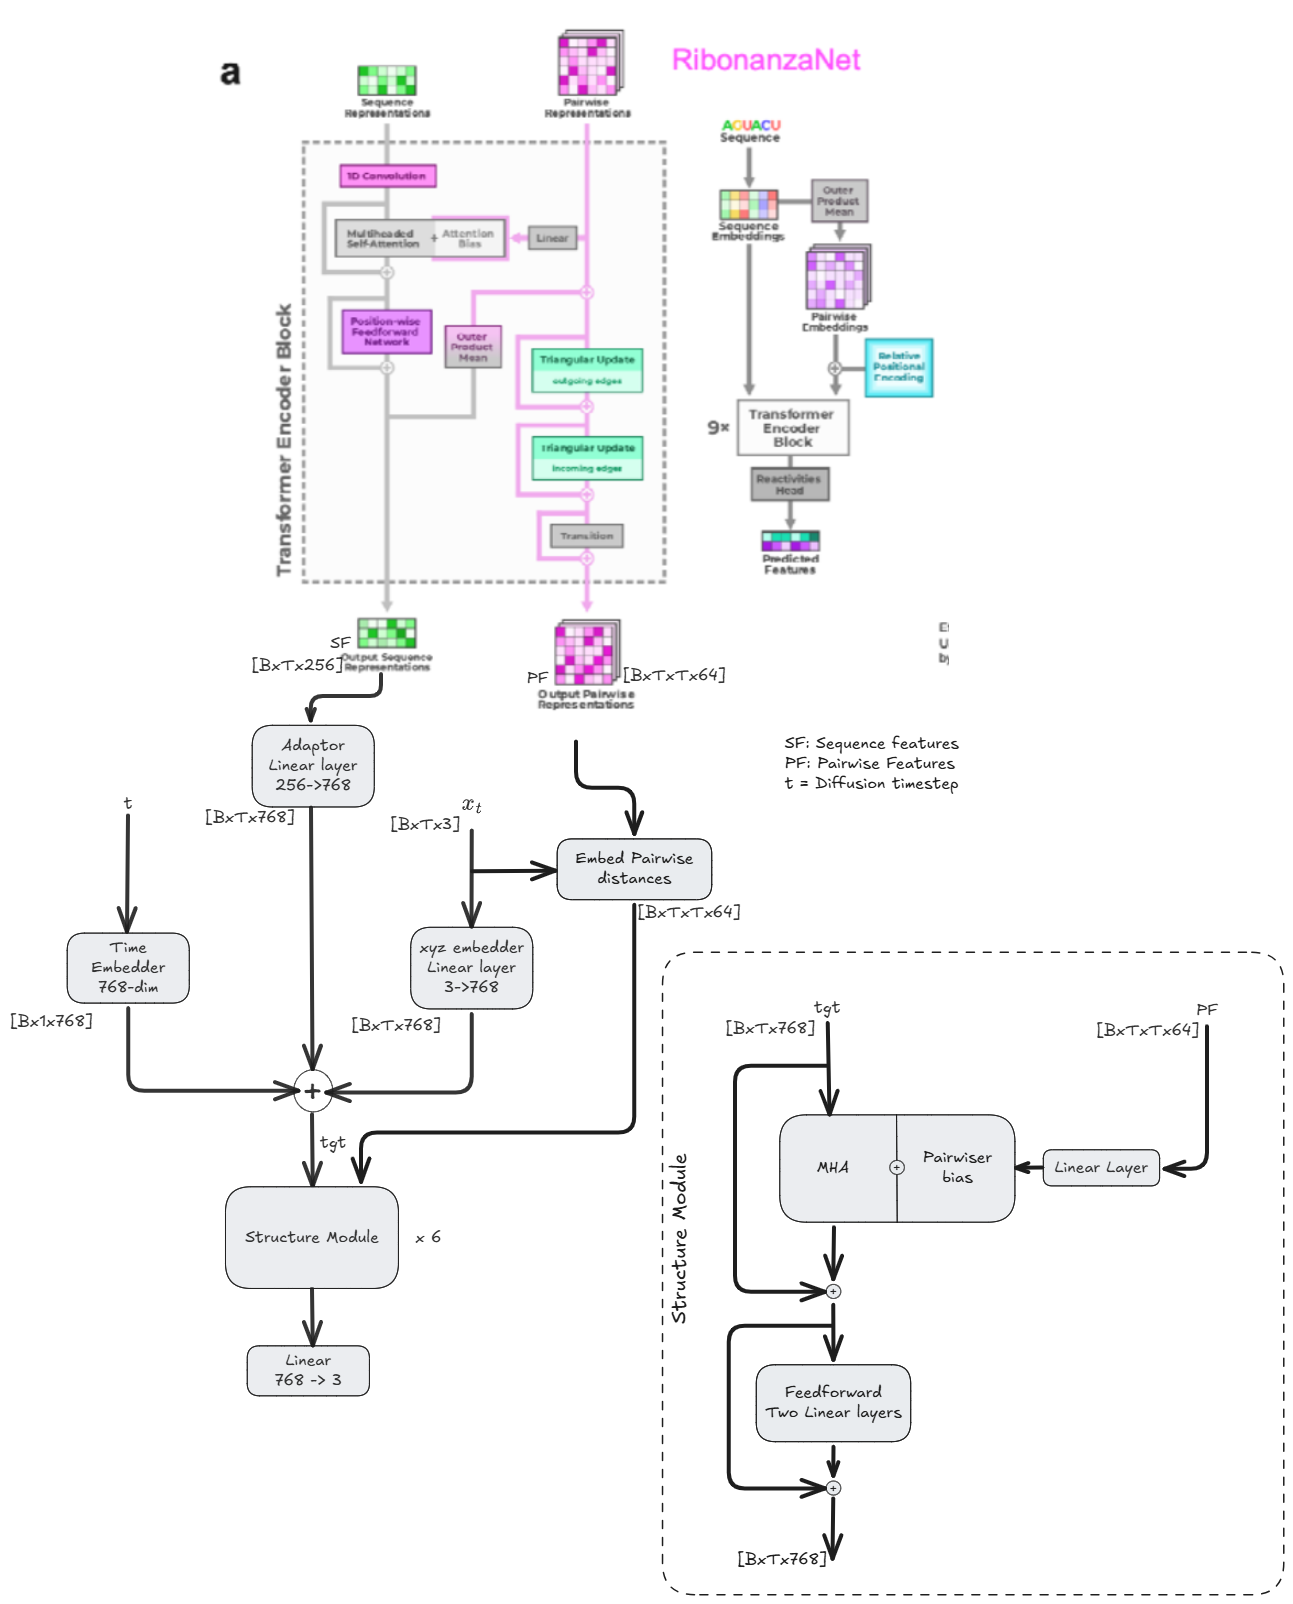 a
RibonanzaNet
Sequence
Representations
Pairwise
Representations
Transformer Encoder Block
1D Convolution
Multiheaded
Self-Attention
+
Attention
Bias
Linear
Position-wise
Feedforward
Network
Outer
Product
Mean
Triangular Update
outgoing edges
Triangular Update
incoming edges
Transition
AGUACU
Sequence
Sequence
Embeddings
Outer
Product
Mean
Pairwise
Embeddings
Relative
Positional
Encoding
9×
Transformer
Encoder
Block
Reactivities
Head
Predicted
Features
SF
[BxTx256]
Output Sequence
Representations
PF
[BxTxTx64]
Output Pairwise
Representations
SF: Sequence features
PF: Pairwise Features
t = Diffusion timestep
Adaptor
Linear layer
256->768
[BxTx768]
t
x_t
[BxTx3]
Embed Pairwise
distances
[BxTxTx64]
Time
Embedder
768-dim
[Bx1x768]
xyz embedder
Linear layer
3->768
[BxTx768]
+
tgt
Structure Module
x 6
Linear
768 -> 3
Structure Module
tgt
[BxTx768]
PF
[BxTxTx64]
MHA
+
Pairwiser
bias
Linear Layer
+
Feedforward
Two Linear layers
+
[BxTx768]